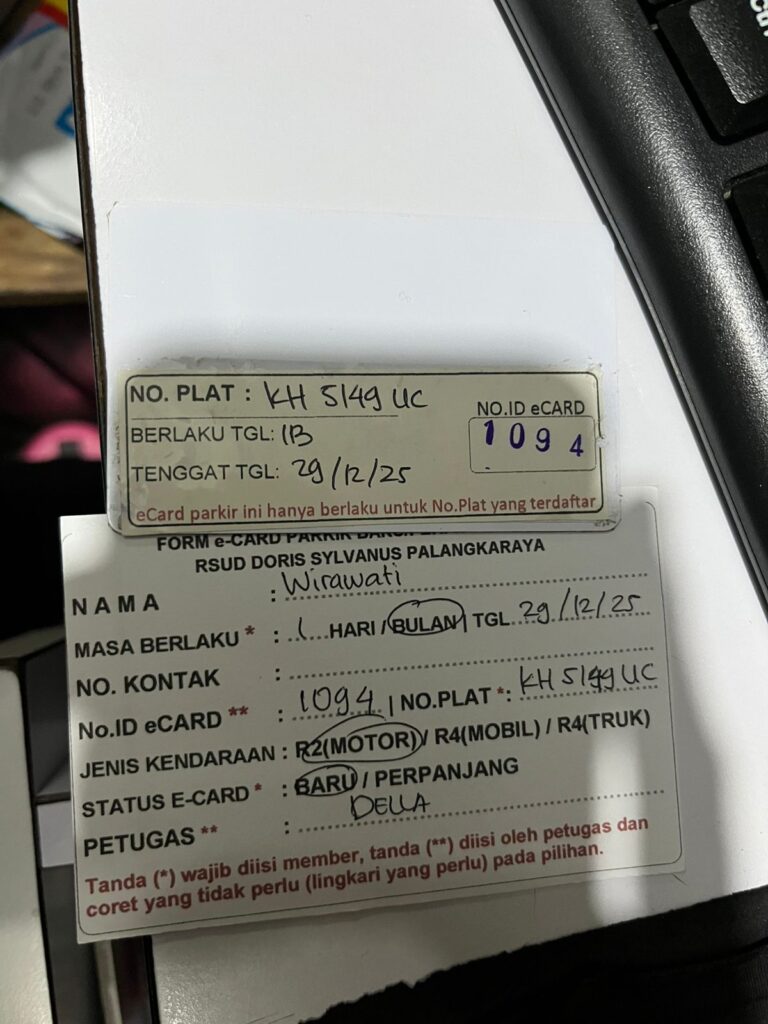 NO. PLAT : KH 5149 UC
NO.ID eCARD
BERLAKU TGL: 1B
1094
TENGGAT TGL: 29/12/25
eCard parkir ini hanya berlaku untuk No.Plat yang terdaftar
FORM e-CARD PARKIR
RSUD DORIS SYLVANUS PALANGKARAYA
NAMA : Wirawati
MASA BERLAKU * : 1 HARI / BULAN | TGL. 29/12/25
NO. KONTAK :
No.ID eCARD ** : 1094 | NO.PLAT *: KH 5149 UC
JENIS KENDARAAN : R2(MOTOR)/ R4(MOBIL) / R4(TRUK)
STATUS E-CARD * : BARU / PERPANJANG
PETUGAS ** : DELLA
Tanda (*) wajib diisi member, tanda (**) diisi oleh petugas dan
coret yang tidak perlu (lingkari yang perlu) pada pilihan.